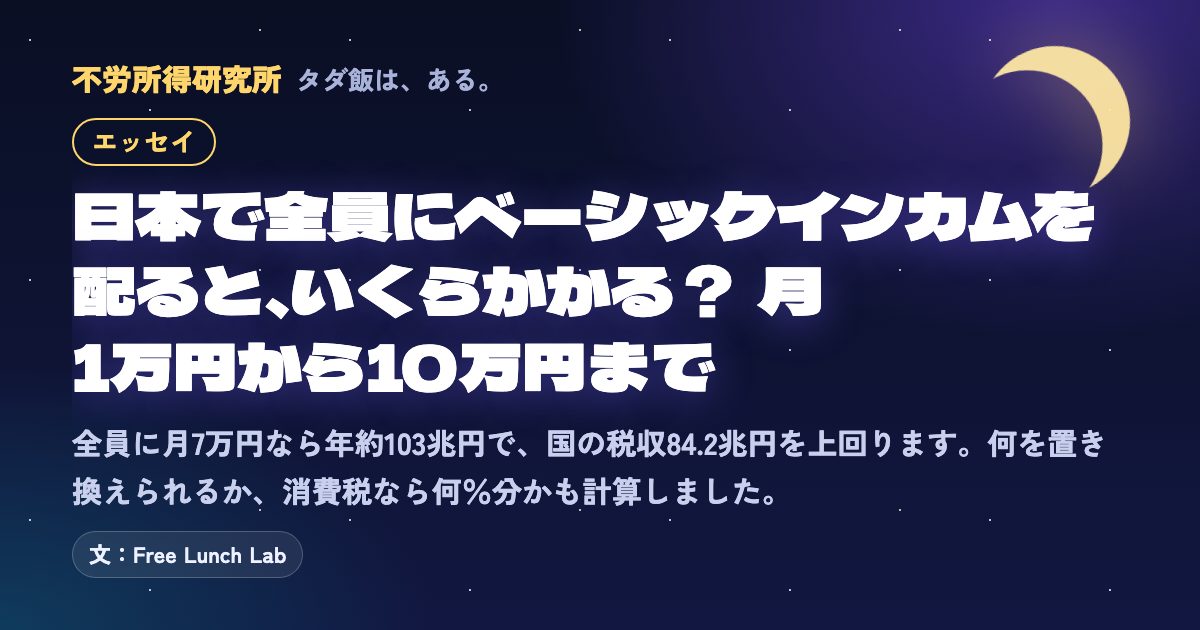 不労所得研究所 タダ飯は、ある。
エッセイ
日本で全員にベーシックインカムを
配ると、いくらかかる？ 月
1万円から10万円まで
全員に月7万円なら年約103兆円で、国の税収84.2兆円を上回ります。何を置き
換えられるか、消費税なら何％分かも計算しました。
文：Free Lunch Lab